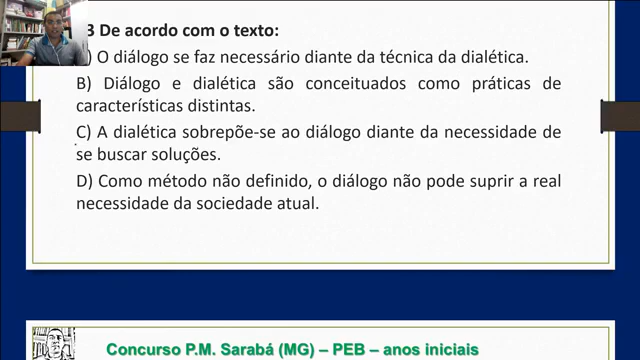 3 De acordo com o texto:
) O diálogo se faz necessário diante da técnica da dialética.
B) Diálogo e dialética são conceituados como práticas de
características distintas.
C) A dialética sobrepõe-se ao diálogo diante da necessidade de
se buscar soluções.
D) Como método não definido, o diálogo não pode suprir a real
necessidade da sociedade atual.
Concurso P.M. Sarabá (MG) – PEB – anos iniciais